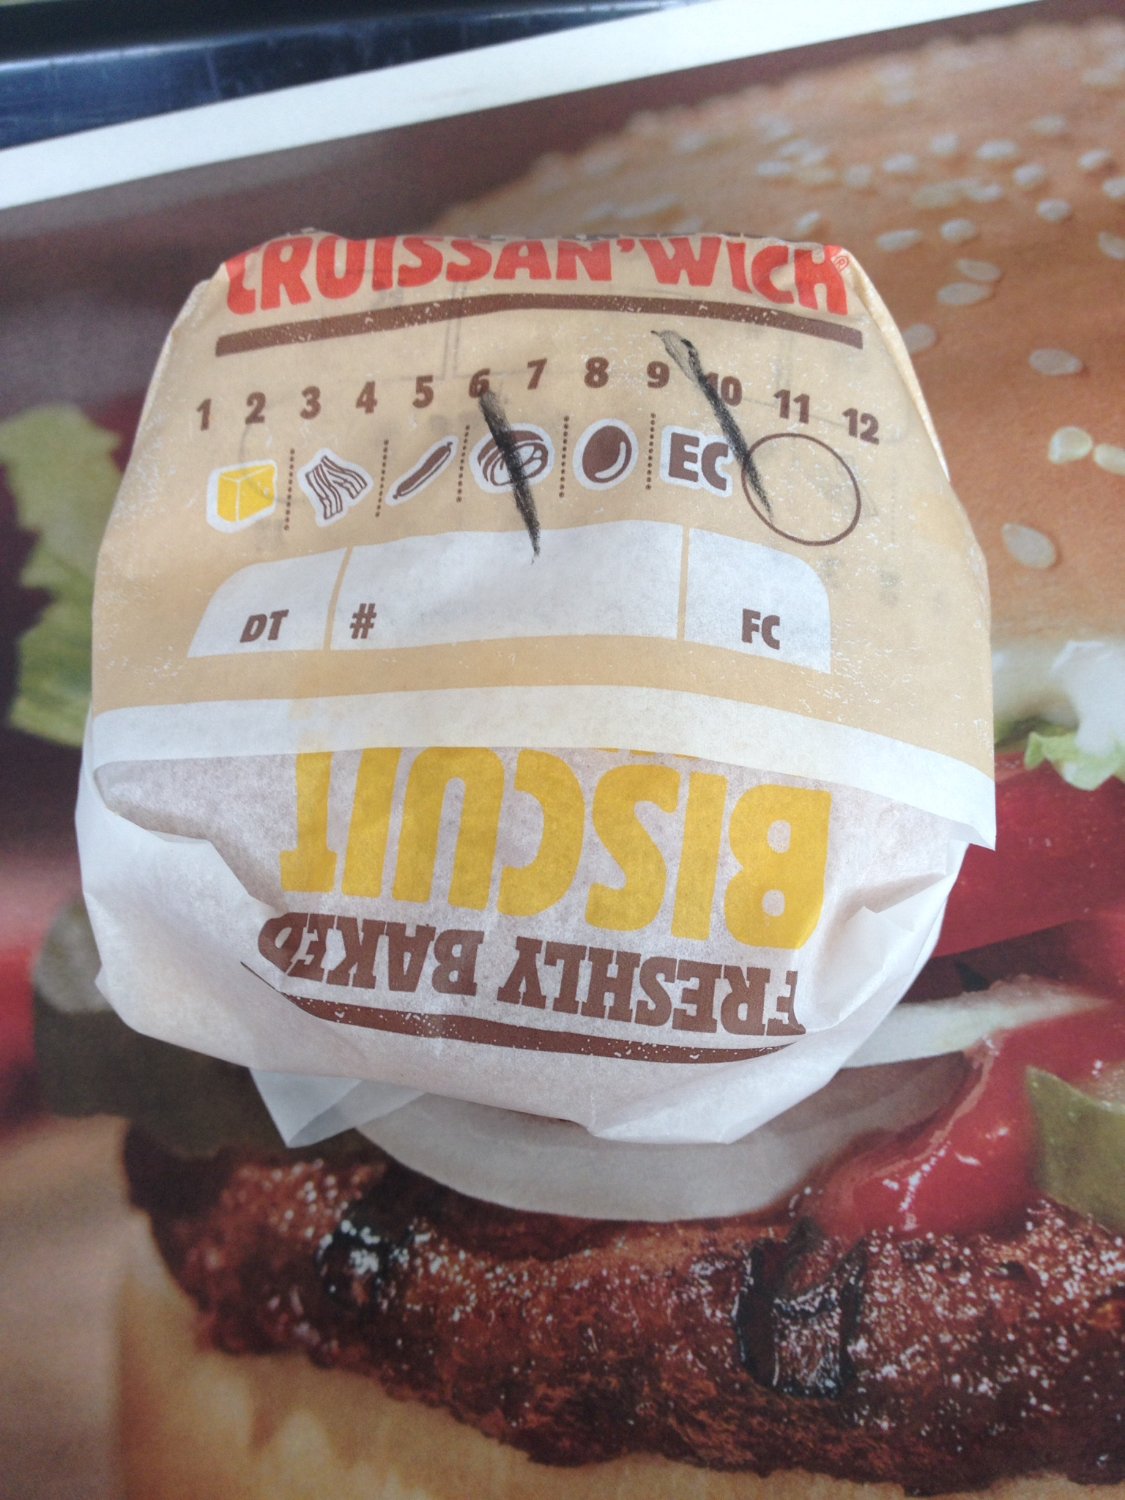 CROISSAN'WICH®
1 2 3 4 5 6 7 8 9 10 11 12
EC
DT # FC
BISCUIT
FRESHLY BAKED